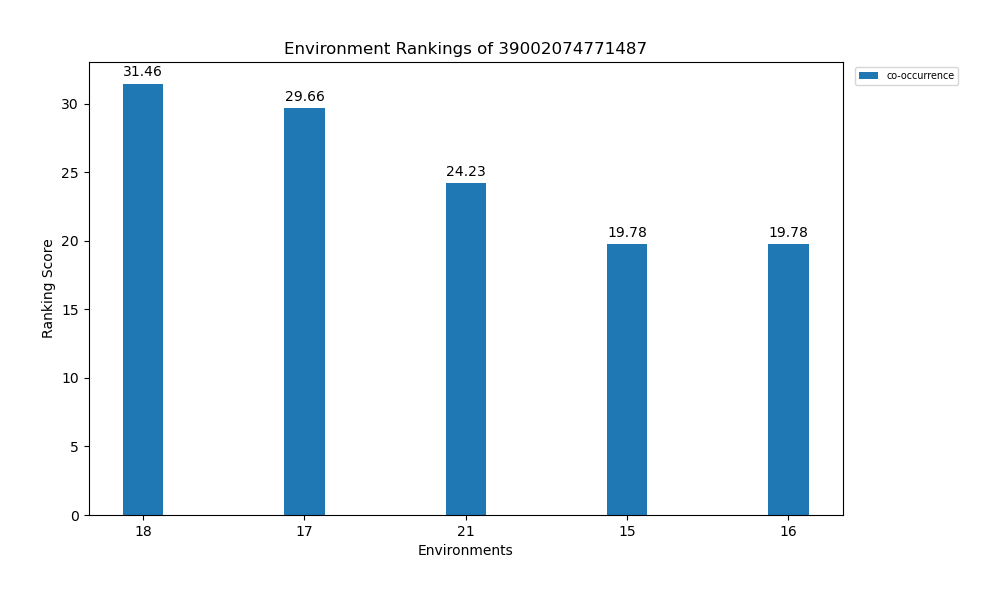 Environment Rankings of 39002074771487
co-occurrence
31.46
29.66
24.23
19.78
19.78
30
25
20
15
10
5
0
Ranking Score
18 17 21 15 16
Environments